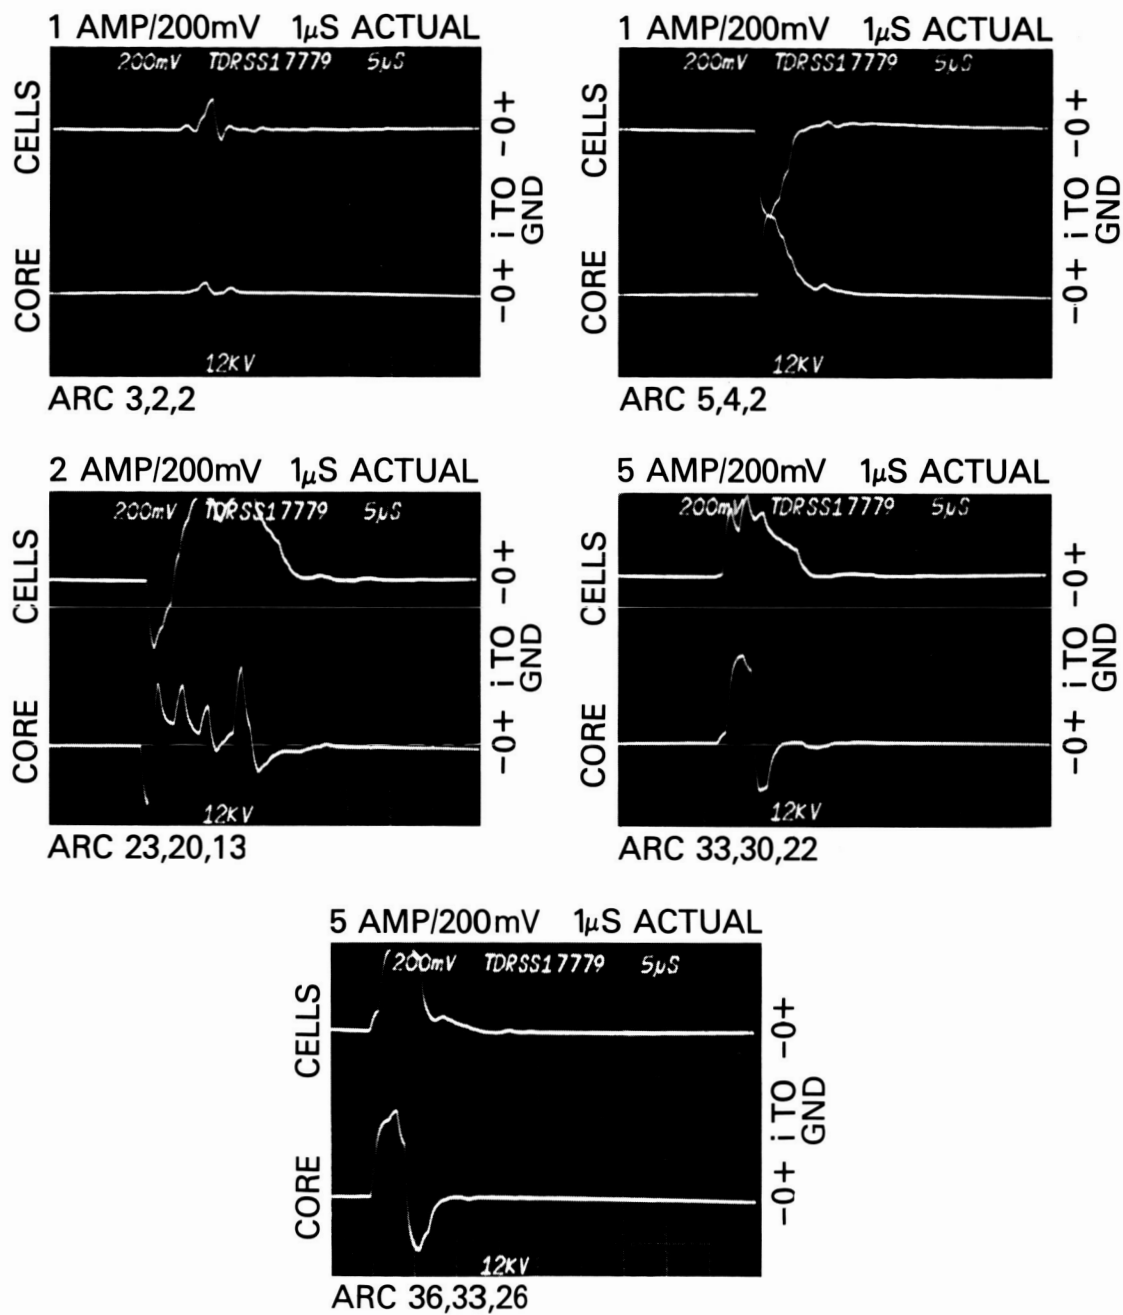 1 AMP/200mV 1μS ACTUAL
200mV TDRSS17779 5μS
CELLS
CORE
-0+ i TO -0+
GND
12KV
ARC 3,2,2
1 AMP/200mV 1μS ACTUAL
200mV TDRSS17779 5μS
CELLS
CORE
-0+ i TO -0+
GND
12KV
ARC 5,4,2
2 AMP/200mV 1μS ACTUAL
200mV TDRSS17779 5μS
CELLS
CORE
-0+ i TO -0+
GND
12KV
ARC 23,20,13
5 AMP/200mV 1μS ACTUAL
200mV TDRSS17779 5μS
CELLS
CORE
-0+ i TO -0+
GND
12KV
ARC 33,30,22
5 AMP/200mV 1μS ACTUAL
200mV TDRSS17779 5μS
CELLS
CORE
-0+ i TO -0+
GND
12KV
ARC 36,33,26